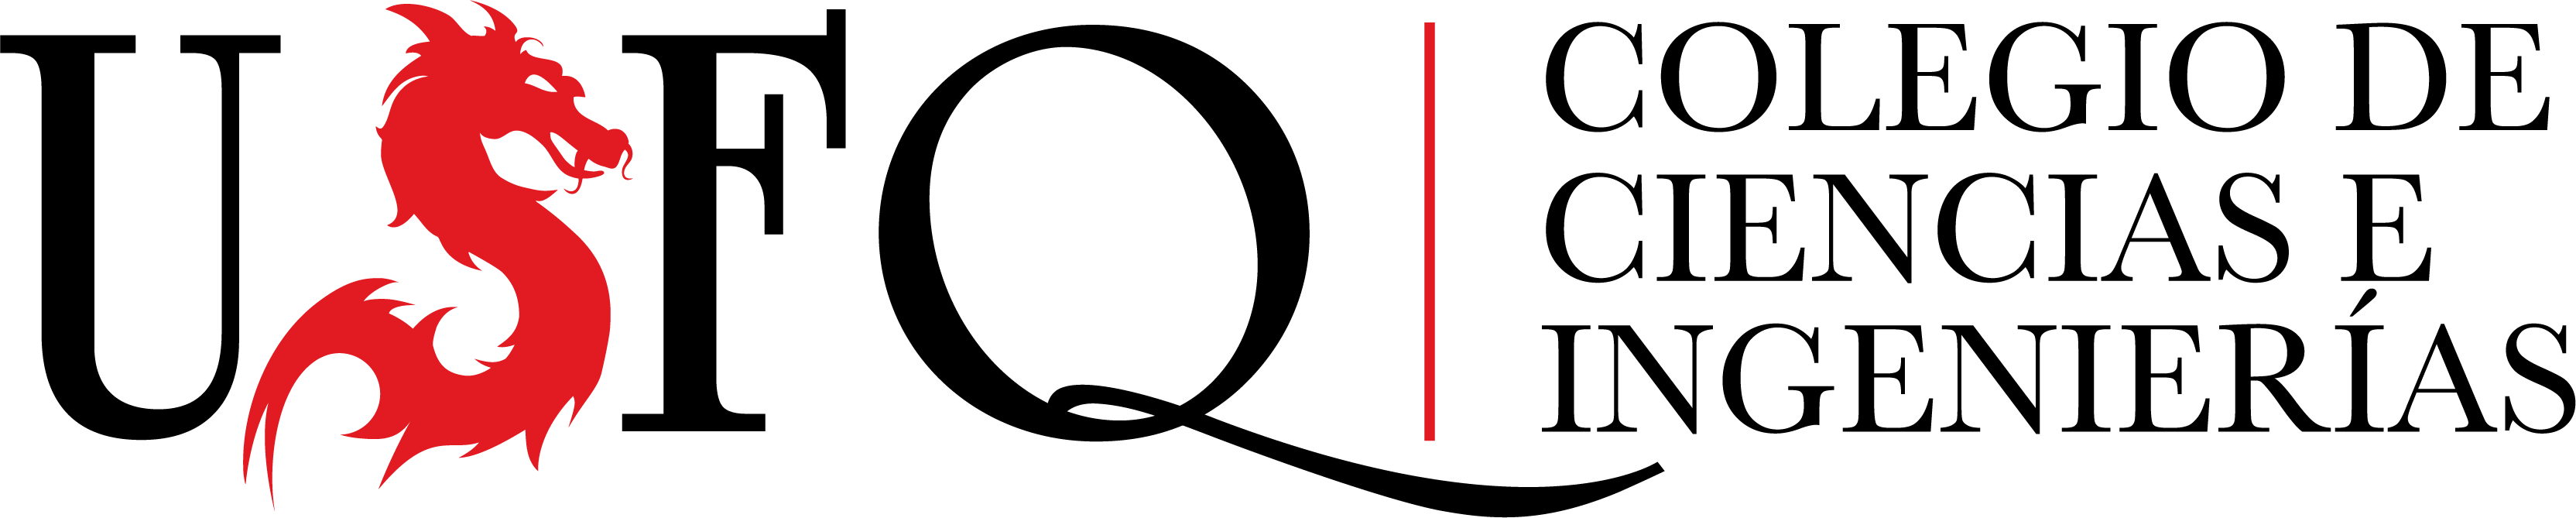 USFQ
COLEGIO DE
CIENCIAS E
INGENIERÍAS